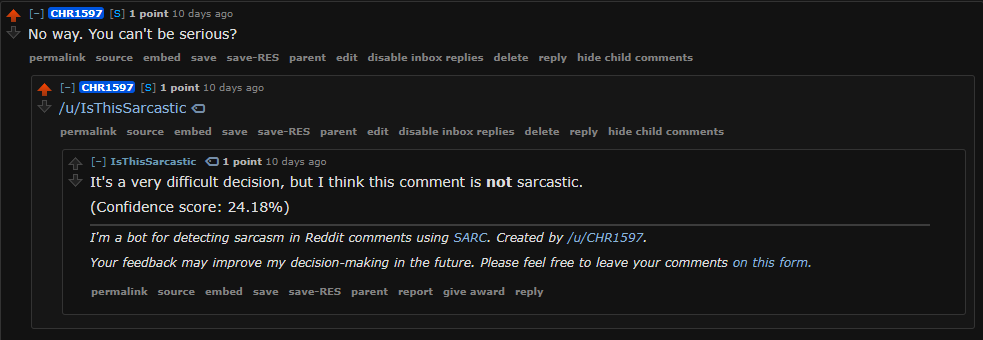 [–] CHR1597 [S] 1 point 10 days ago
No way. You can't be serious?
permalink source embed save save-RES parent edit disable inbox replies delete reply hide child comments
[–] CHR1597 [S] 1 point 10 days ago
/u/IsThisSarcastic
permalink source embed save save-RES parent edit disable inbox replies delete reply hide child comments
[–] IsThisSarcastic 1 point 10 days ago
It's a very difficult decision, but I think this comment is not sarcastic.
(Confidence score: 24.18%)
I'm a bot for detecting sarcasm in Reddit comments using SARC. Created by /u/CHR1597.
Your feedback may improve my decision-making in the future. Please feel free to leave your comments on this form.
permalink source embed save save-RES parent report give award reply